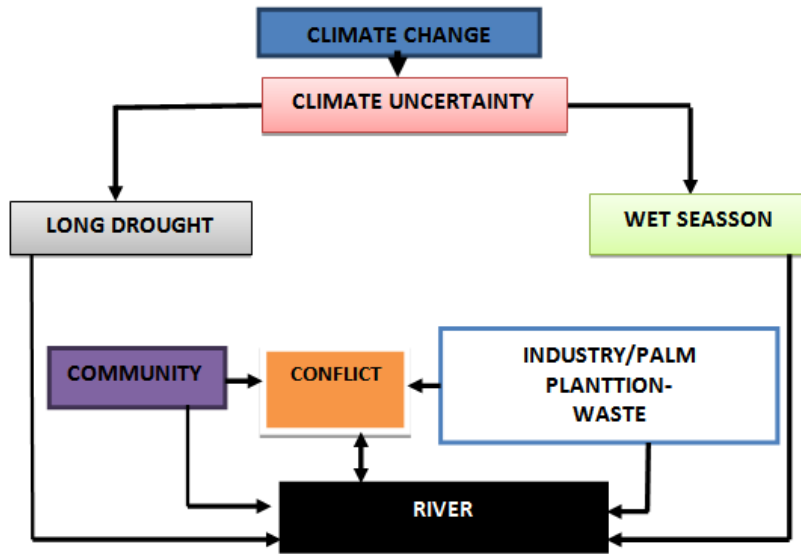 CLIMATE CHANGE
CLIMATE UNCERTAINTY
LONG DROUGHT
WET SEASSON
COMMUNITY
CONFLICT
INDUSTRY/PALM
PLANTTION-
WASTE
RIVER